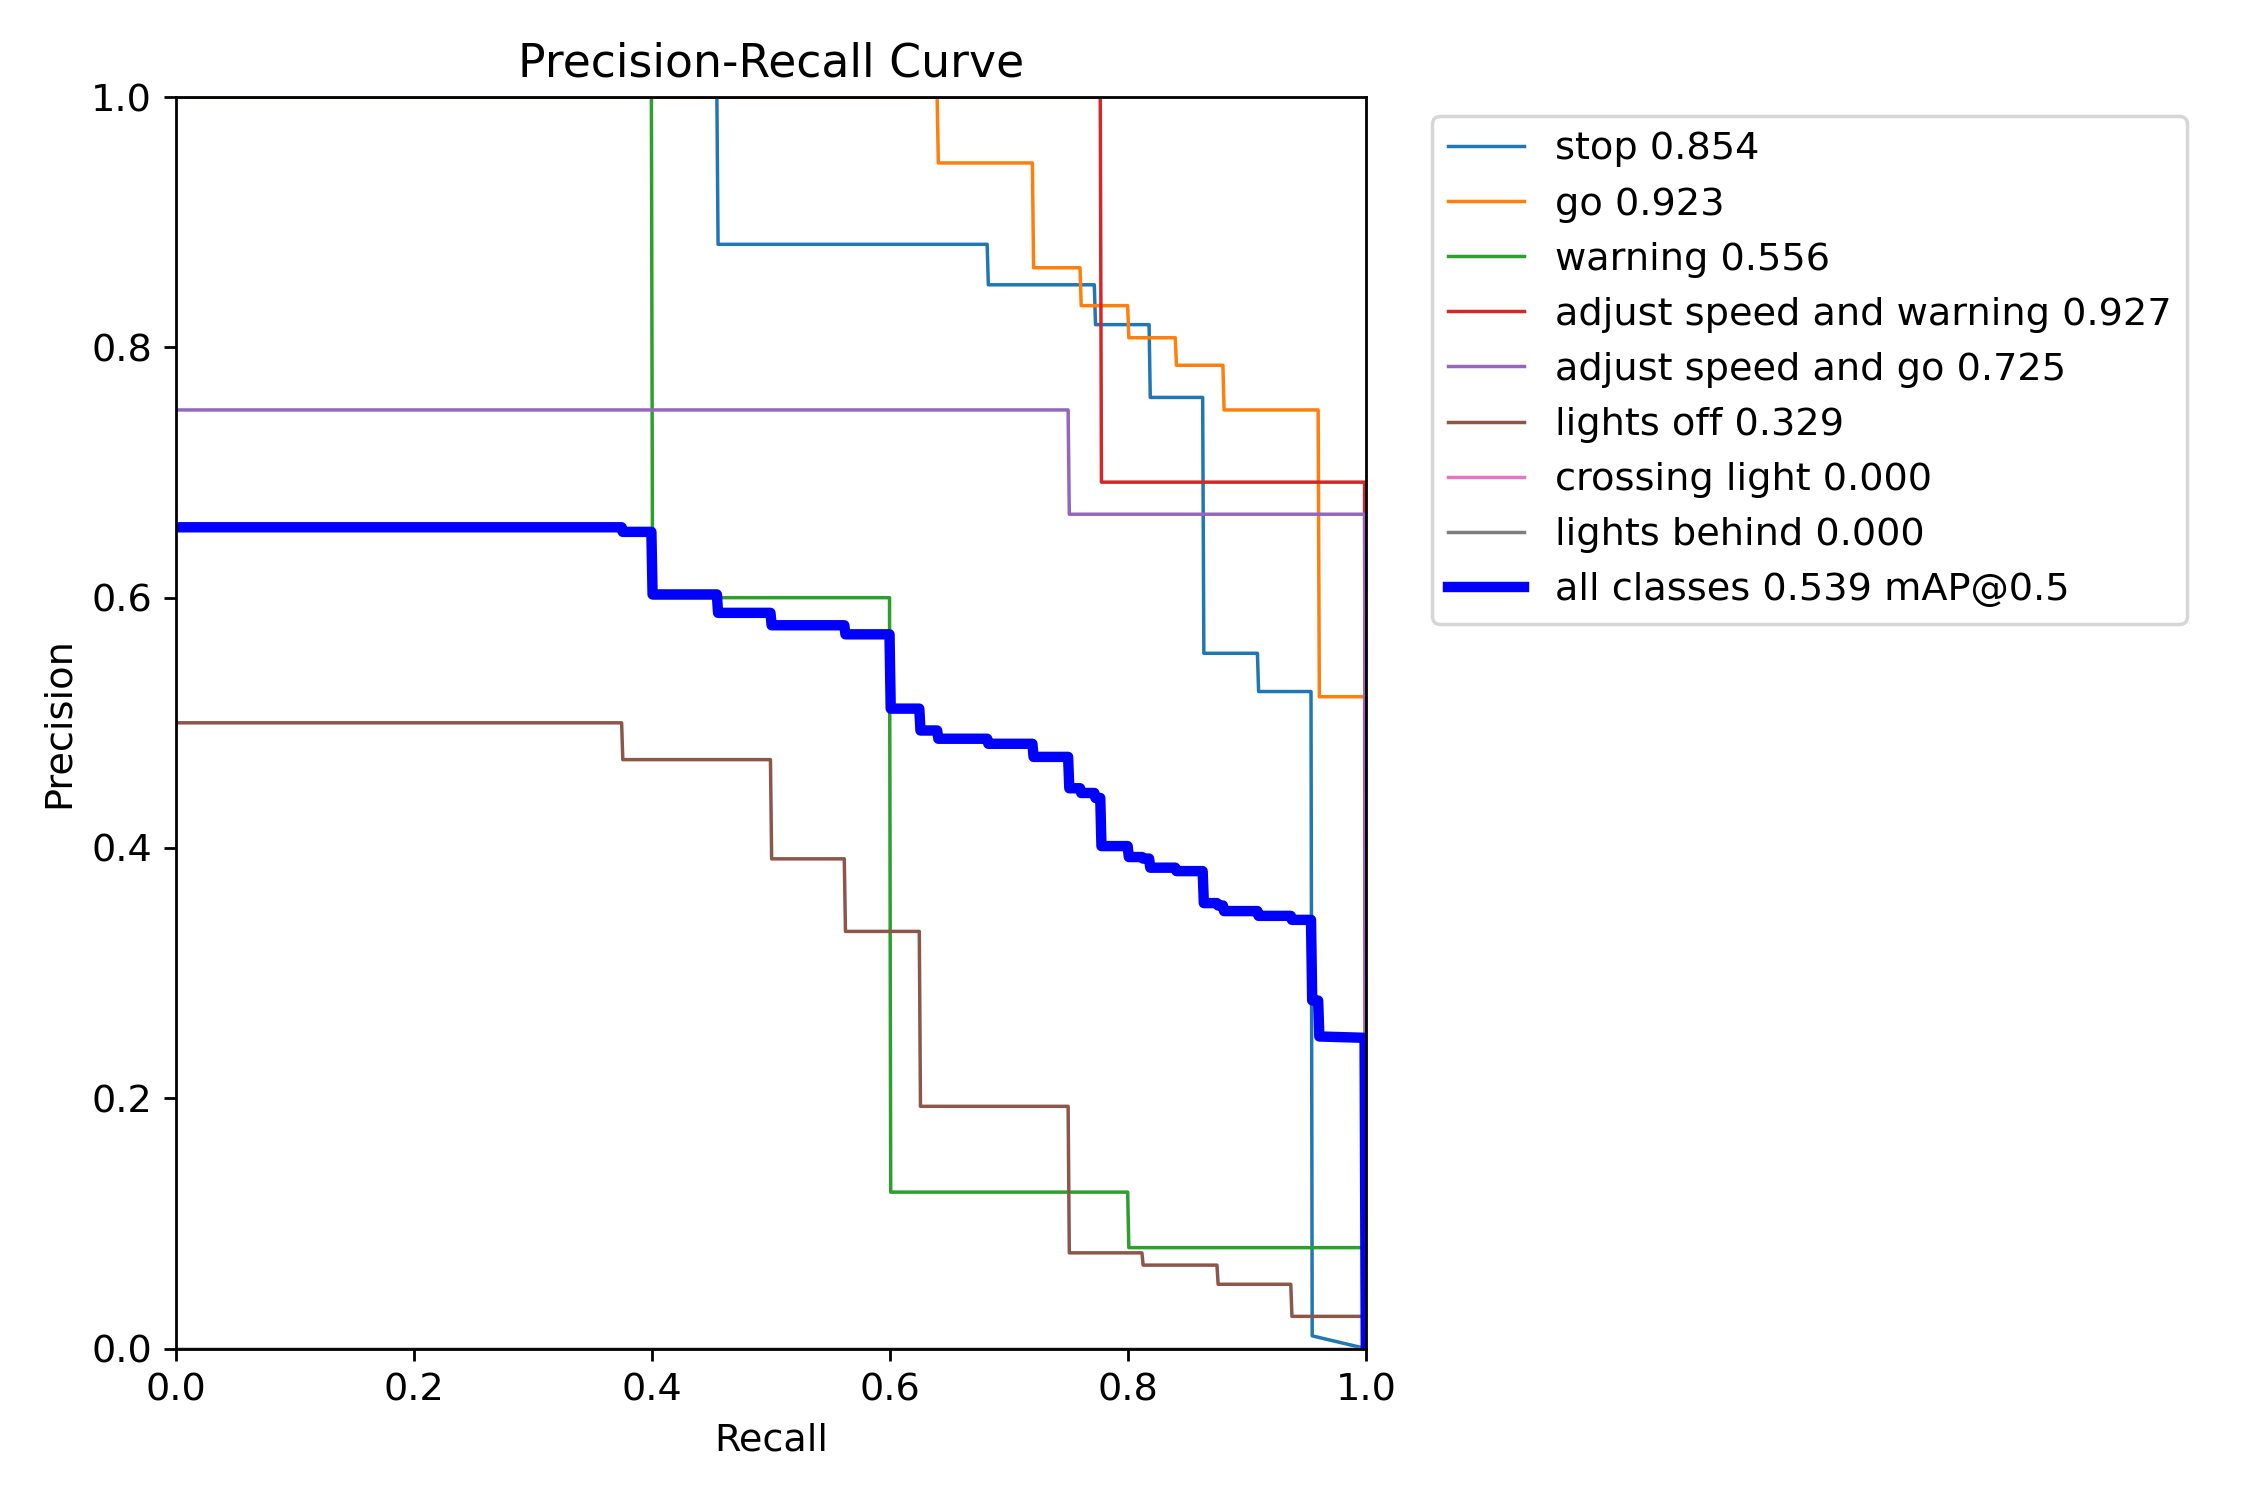 Precision-Recall Curve
1.0
0.8
0.6
0.4
0.2
0.0
Precision
0.0 0.2 0.4 0.6 0.8 1.0
Recall
stop 0.854
go 0.923
warning 0.556
adjust speed and warning 0.927
adjust speed and go 0.725
lights off 0.329
crossing light 0.000
lights behind 0.000
all classes 0.539 mAP@0.5